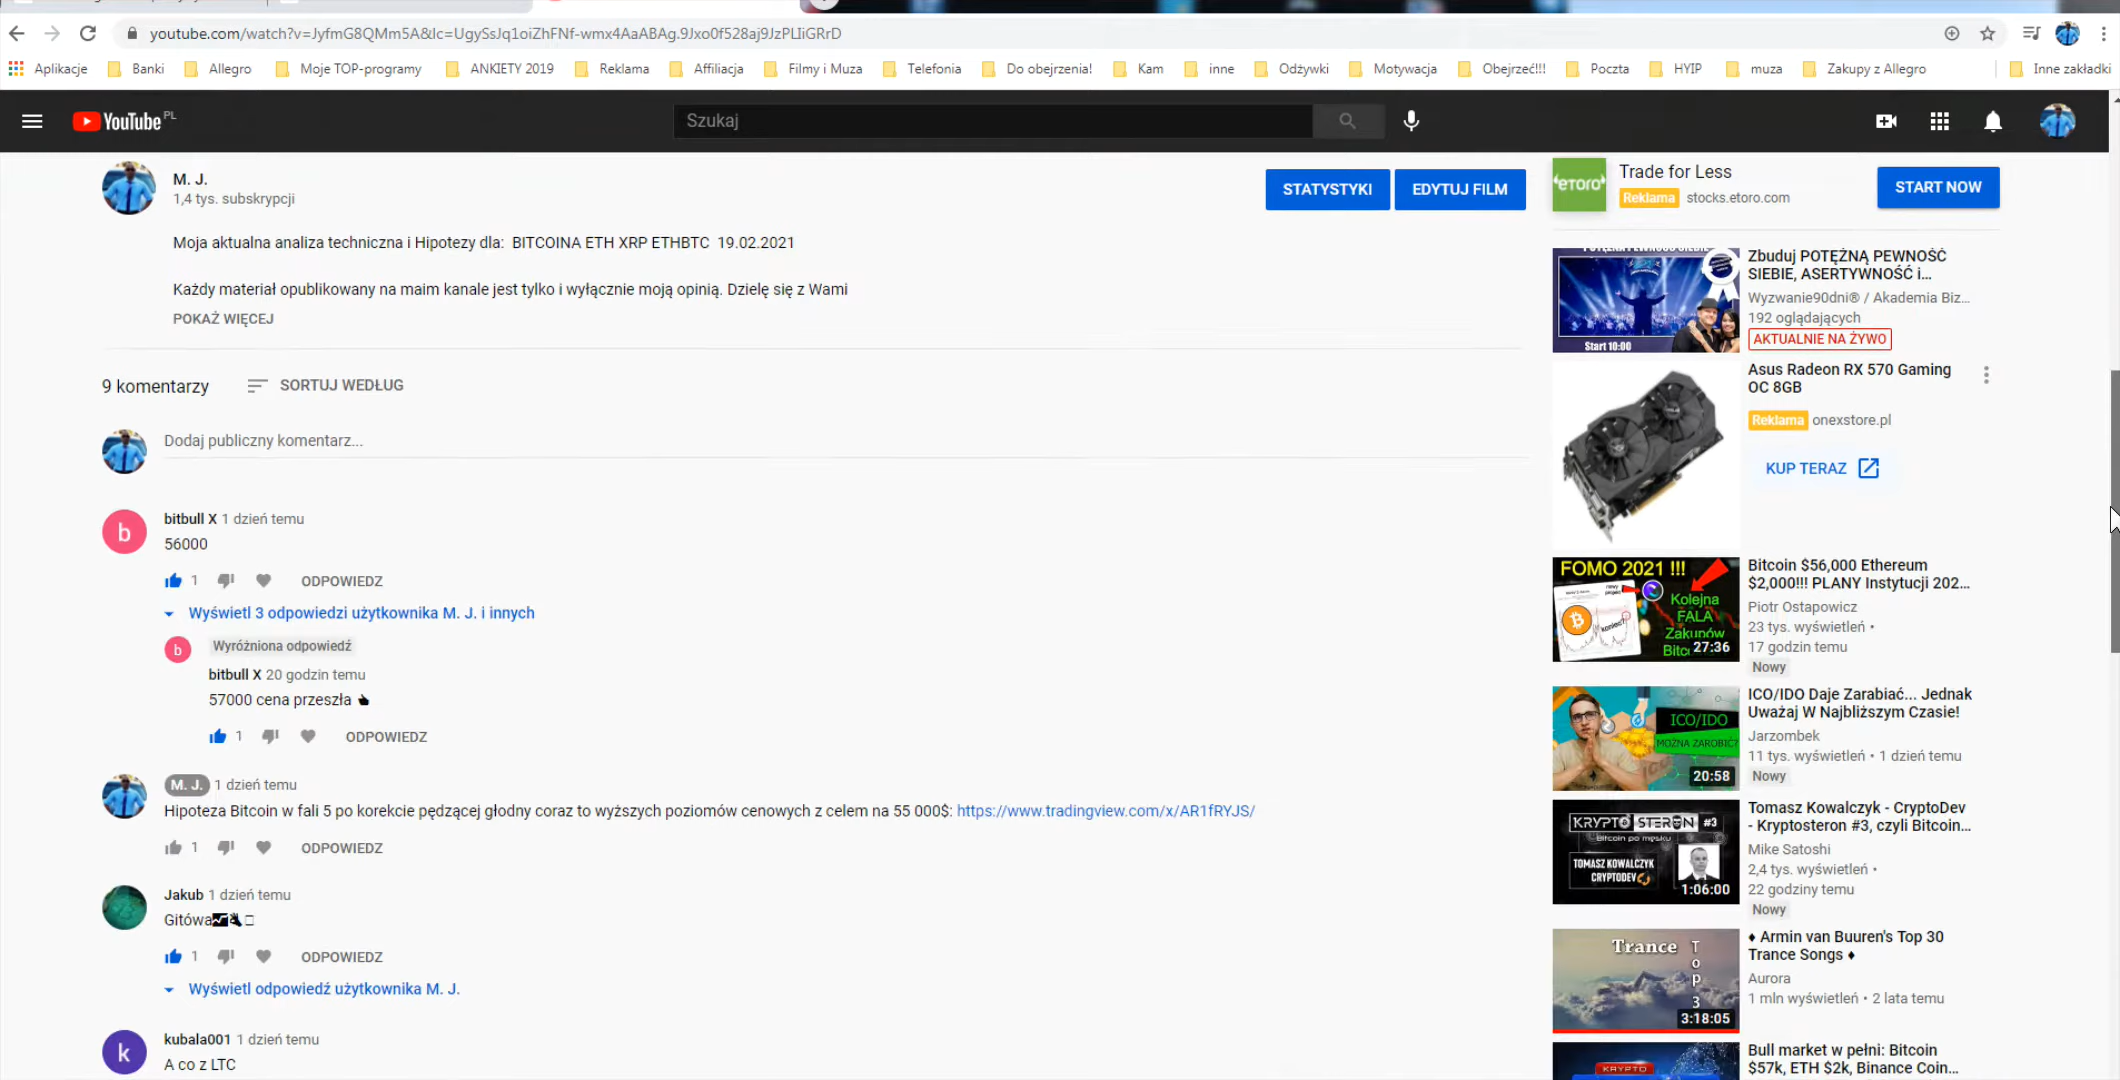 youtube.com/watch?v=JyfmG8QMm5A&lc=UgySsJq1oiZhFNf-wmx4AaABAg.9Jxo0f528aj9JzPLIiGRrD
Aplikacje Banki Allegro Moje TOP-programy ANKIETY 2019 Reklama Affiliacja Filmy i Muza Telefonia Do obejrzenia! Kam inne Odżywki Motywacja Obejrzeć!!! Poczta HYIP muza Zakupy z Allegro Inne zakładki
YouTube PL
Szukaj
M. J.
1,4 tys. subskrypcji
STATYSTYKI EDYTUJ FILM
Moja aktualna analiza techniczna i Hipotezy dla: BITCOINA ETH XRP ETHBTC 19.02.2021
Każdy materiał opublikowany na maim kanale jest tylko i wyłącznie moją opinią. Dzielę się z Wami
POKAŻ WIĘCEJ
9 komentarzy SORTUJ WEDŁUG
Dodaj publiczny komentarz...
bitbull X 1 dzień temu
56000
1 ODPOWIEDZ
Wyświetl 3 odpowiedzi użytkownika M. J. i innych
Wyróżniona odpowiedź
bitbull X 20 godzin temu
57000 cena przeszła
1 ODPOWIEDZ
M. J. 1 dzień temu
Hipoteza Bitcoin w fali 5 po korekcie pędzącej głodny coraz to wyższych poziomów cenowych z celem na 55 000$: https://www.tradingview.com/x/AR1fRYJS/
1 ODPOWIEDZ
Jakub 1 dzień temu
Gitówa
1 ODPOWIEDZ
Wyświetl odpowiedź użytkownika M. J.
kubala001 1 dzień temu
A co z LTC
eTORO
Trade for Less
Reklama stocks.etoro.com
START NOW
Start 10:00
Zbuduj POTĘŻNĄ PEWNOŚĆ
SIEBIE, ASERTYWNOŚĆ i...
Wyzwanie90dni® / Akademia Biz...
192 oglądających
AKTUALNIE NA ŻYWO
Asus Radeon RX 570 Gaming
OC 8GB
Reklama onexstore.pl
KUP TERAZ
FOMO 2021 !!!
Kolejna
FALA
Zakupów
27:36
Bitcoin $56,000 Ethereum
$2,000!!! PLANY Instytucji 202...
Piotr Ostapowicz
23 tys. wyświetleń •
17 godzin temu
Nowy
ICO/IDO
MOŻNA ZAROBIĆ?
20:58
ICO/IDO Daje Zarabiać... Jednak
Uważaj W Najbliższym Czasie!
Jarzombek
11 tys. wyświetleń • 1 dzień temu
Nowy
KRYPTOSTERON #3
Bitcoin po męsku
TOMASZ KOWALCZYK
CRYPTODEV
1:06:00
Tomasz Kowalczyk - CryptoDev
- Kryptosteron #3, czyli Bitcoin...
Mike Satoshi
2,4 tys. wyświetleń •
22 godziny temu
Nowy
Trance Top 3
3:18:05
♦ Armin van Buuren's Top 30
Trance Songs ♦
Aurora
1 mln wyświetleń • 2 lata temu
KRYPTO
Bull market w pełni: Bitcoin
$57k, ETH $2k, Binance Coin...